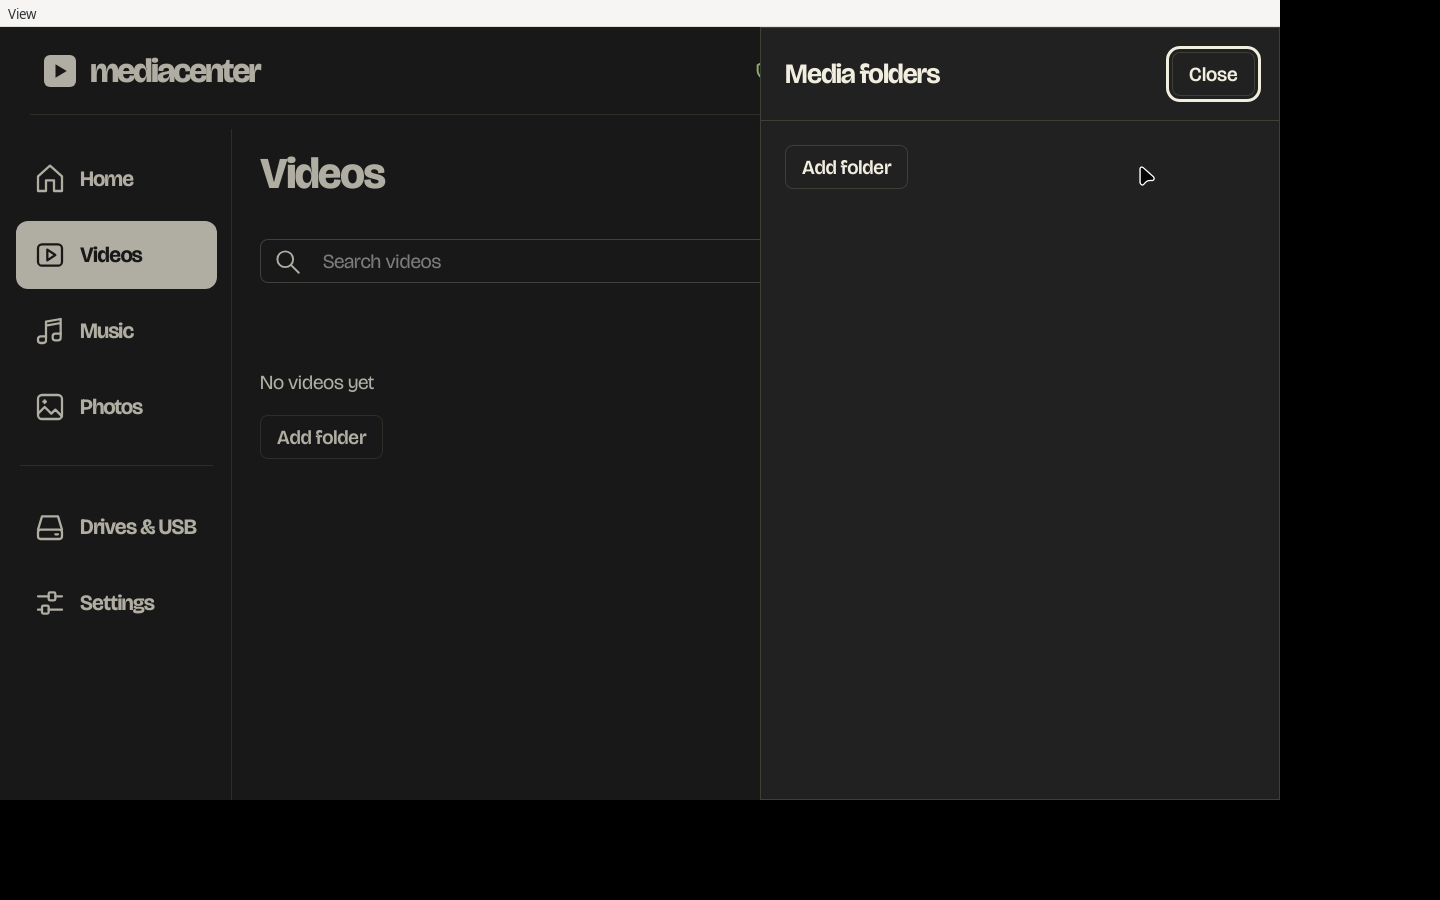 View
mediacenter
Media folders
Close
Add folder
Home
Videos
Music
Photos
Drives & USB
Settings
Videos
Search videos
No videos yet
Add folder